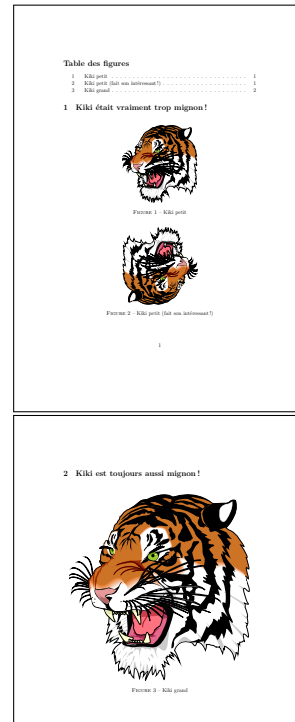 Table des figures
1 Kiki petit . . . . . . . . . . . . . . . . . . . . . . . . . . . . . . . . . . 1
2 Kiki petit (fait son intéressant !) . . . . . . . . . . . . . . . . . . . . . 1
3 Kiki grand . . . . . . . . . . . . . . . . . . . . . . . . . . . . . . . . . . 2
1 Kiki était vraiment trop mignon !
Figure 1 – Kiki petit
Figure 2 – Kiki petit (fait son intéressant !)
1
2 Kiki est toujours aussi mignon !
Figure 3 – Kiki grand